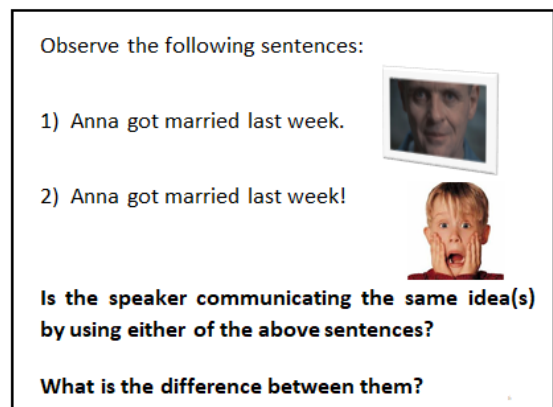 Observe the following sentences:
1) Anna got married last week.
2) Anna got married last week!
Is the speaker communicating the same idea(s)
by using either of the above sentences?
What is the difference between them?